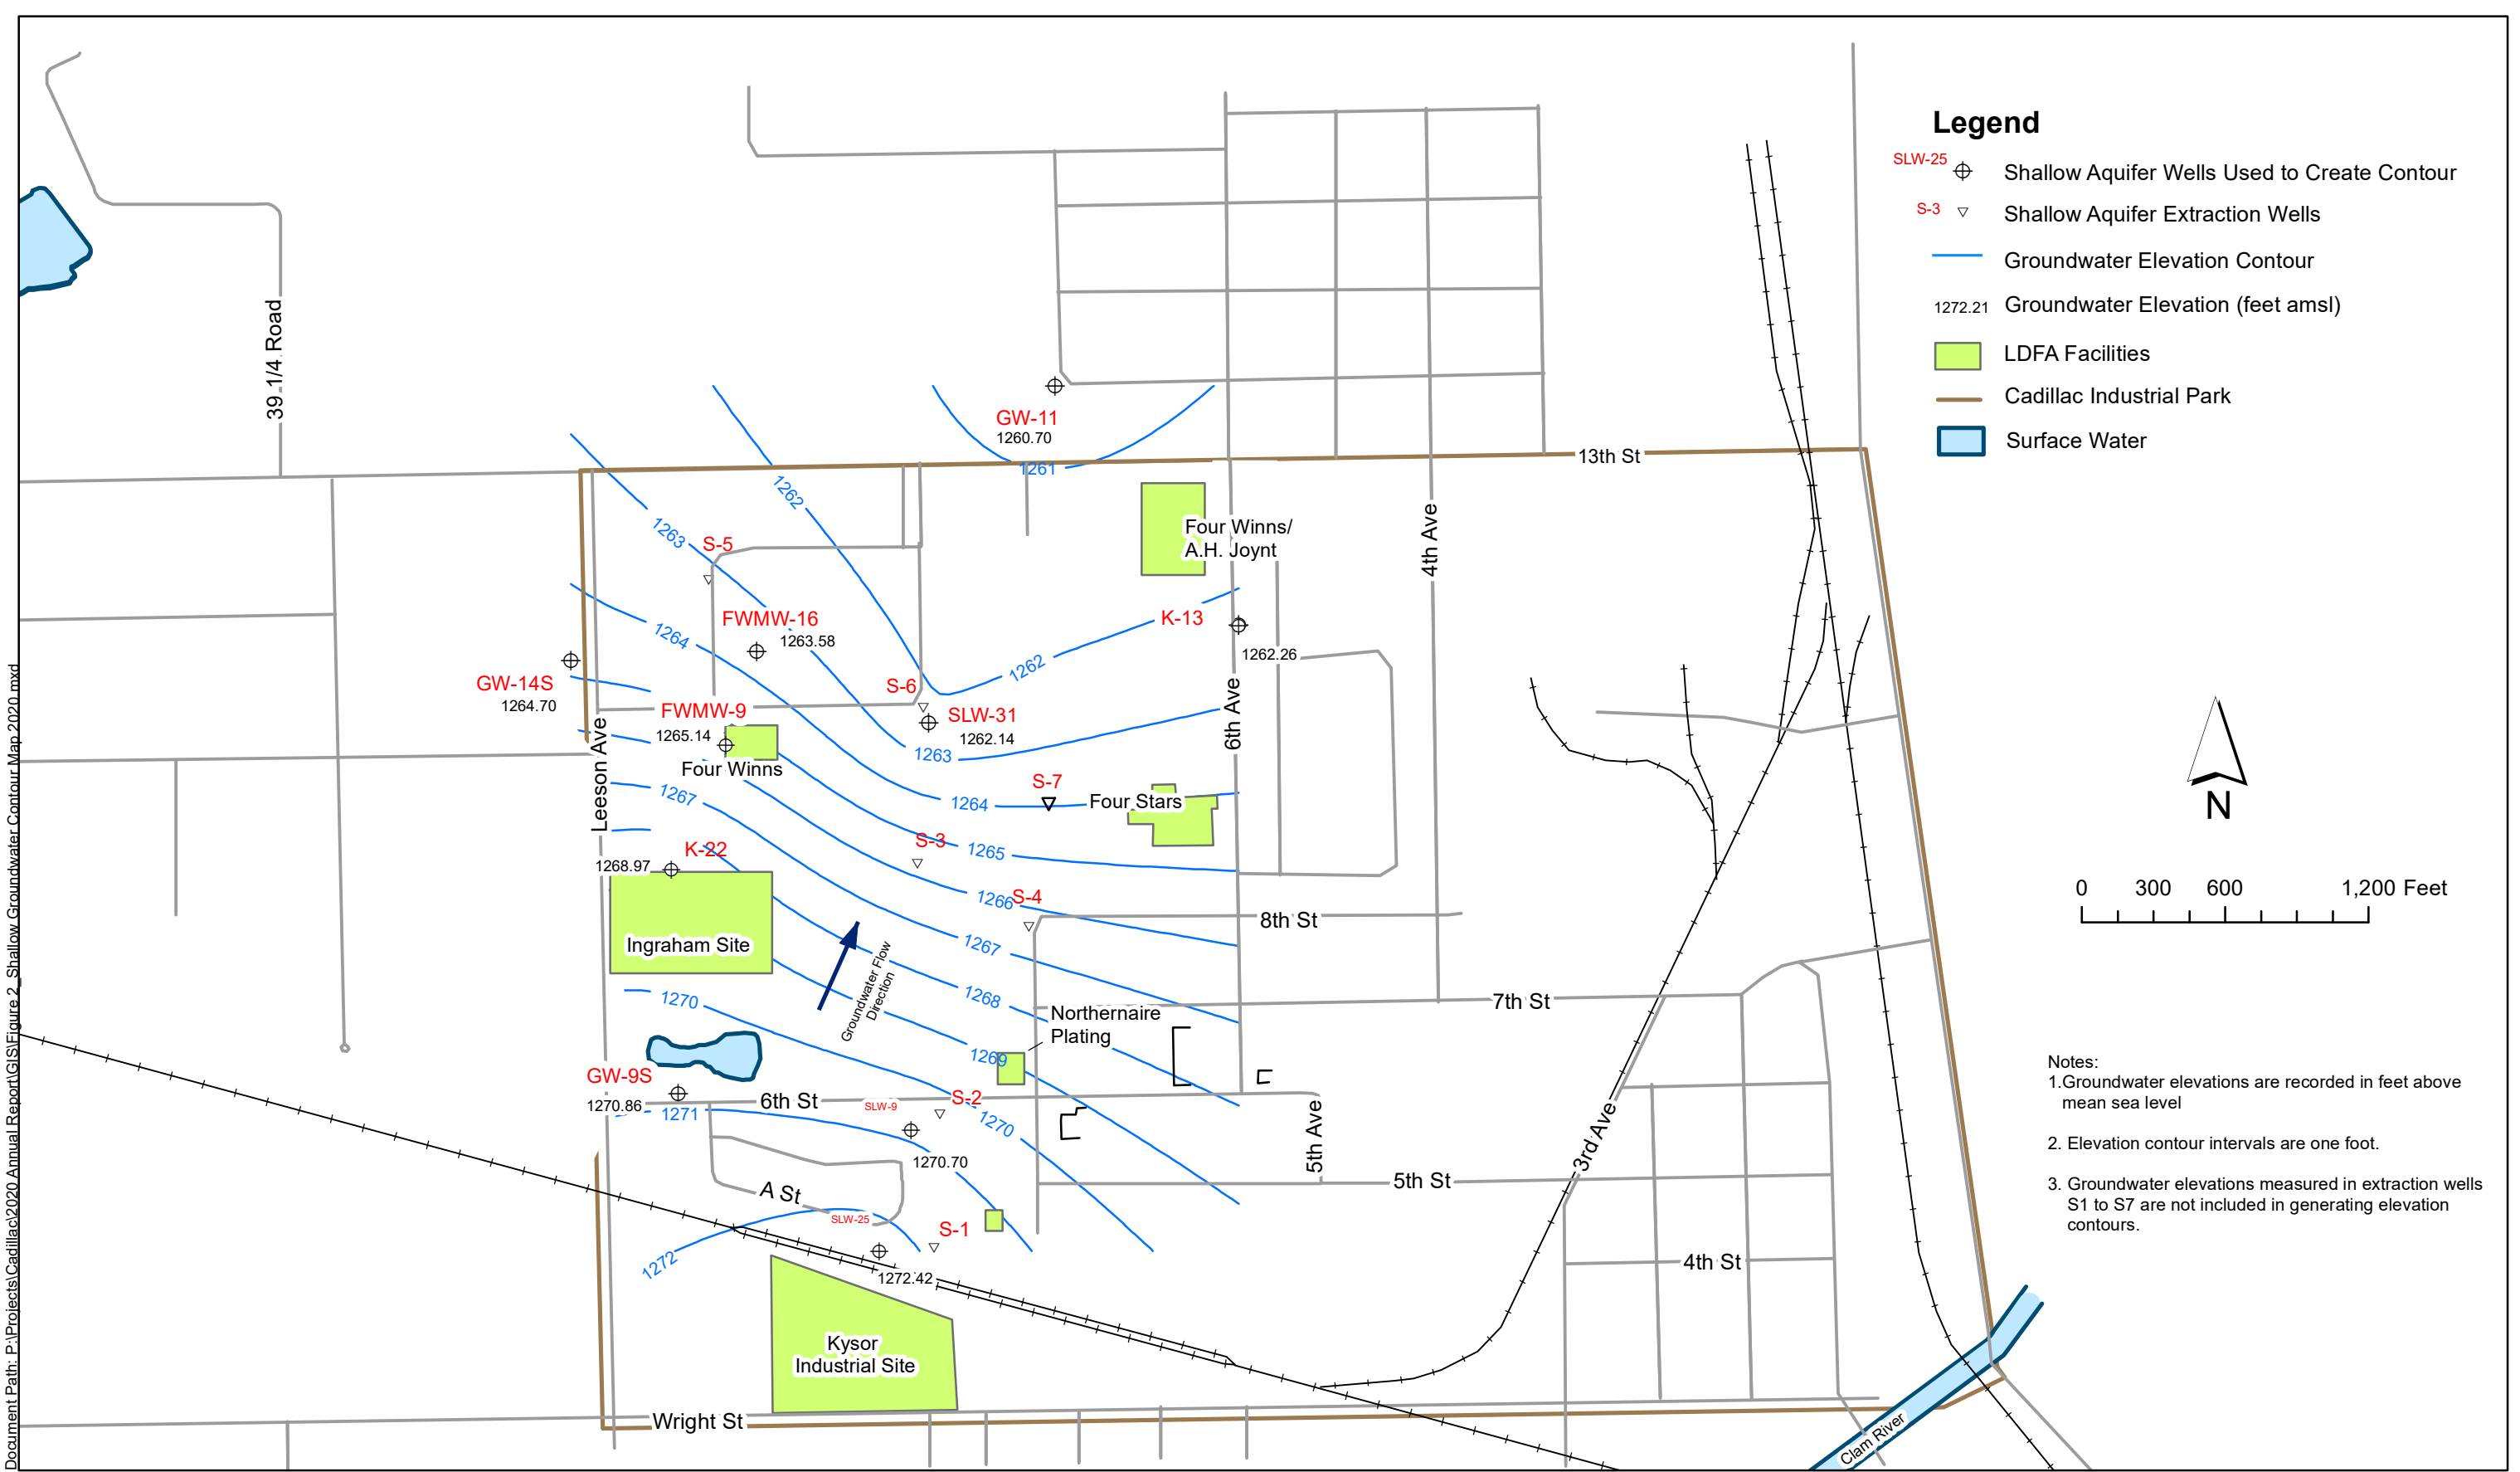 Legend
SLW-25
Shallow Aquifer Wells Used to Create Contour
S-3
Shallow Aquifer Extraction Wells
Groundwater Elevation Contour
1272.21
Groundwater Elevation (feet amsl)
LDFA Facilities
Cadillac Industrial Park
Surface Water
39 1/4 Road
GW-11
1260.70
1261
13th St
1262
1263
S-5
Four Winns/
A.H. Joynt
4th Ave
FWMW-16
1263.58
K-13
1264
1262.26
1262
GW-14S
1264.70
S-6
FWMW-9
1265.14
SLW-31
1262.14
6th Ave
Leeson Ave
1263
Four Winns
S-7
1267
1264
Four Stars
S-3
K-22
1265
1268.97
1266
S-4
8th St
Ingraham Site
1267
Groundwater Flow
Direction
1270
1268
7th St
Northernaire
Plating
1269
GW-9S
1270.86
1271
6th St
SLW-9
S-2
1270
5th Ave
3rd Ave
1270.70
A St
5th St
SLW-25
S-1
1272
1272.42
4th St
Kysor
Industrial Site
Wright St
Clam River
N
0 300 600 1,200 Feet
Notes:
1.Groundwater elevations are recorded in feet above
mean sea level
2. Elevation contour intervals are one foot.
3. Groundwater elevations measured in extraction wells
S1 to S7 are not included in generating elevation
contours.
Document Path: P:\Projects\Cadillac\2020 Annual Report\GIS\Figure 2_Shallow Groundwater Contour Map 2020.mxd